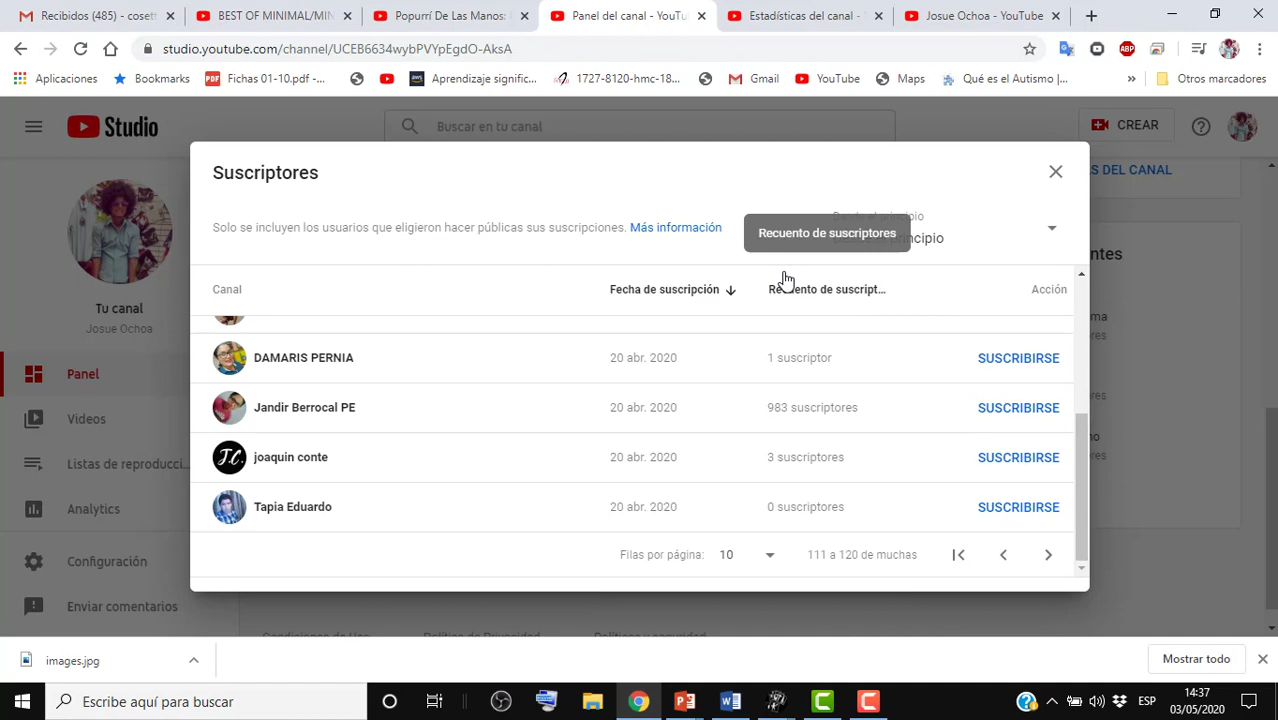 Recibidos (485) - cosett
BEST OF MINIMAL/MIN
Popurrí De Las Manos:
Panel del canal - YouTu
Estadísticas del canal -
Josue Ochoa - YouTube
studio.youtube.com/channel/UCEB6634wybPVYpEgdO-AksA
Aplicaciones
Bookmarks
Fichas 01-10.pdf -...
Aprendizaje signific...
1727-8120-hmc-18...
Gmail
YouTube
Maps
Qué es el Autismo |...
Otros marcadores
Studio
Buscar en tu canal
CREAR
Tu canal
Josue Ochoa
Panel
Videos
Listas de reproducci...
Analytics
Configuración
Enviar comentarios
Suscriptores
Solo se incluyen los usuarios que eligieron hacer públicas sus suscripciones. Más información
Recuento de suscriptores
Canal
Fecha de suscripción
Recuento de suscript...
Acción
DAMARIS PERNIA
20 abr. 2020
1 suscriptor
SUSCRIBIRSE
Jandir Berrocal PE
20 abr. 2020
983 suscriptores
SUSCRIBIRSE
J.C.
joaquin conte
20 abr. 2020
3 suscriptores
SUSCRIBIRSE
Tapia Eduardo
20 abr. 2020
0 suscriptores
SUSCRIBIRSE
Filas por página: 10
111 a 120 de muchas
images.jpg
Mostrar todo
Escribe aquí para buscar
ESP
14:37
03/05/2020